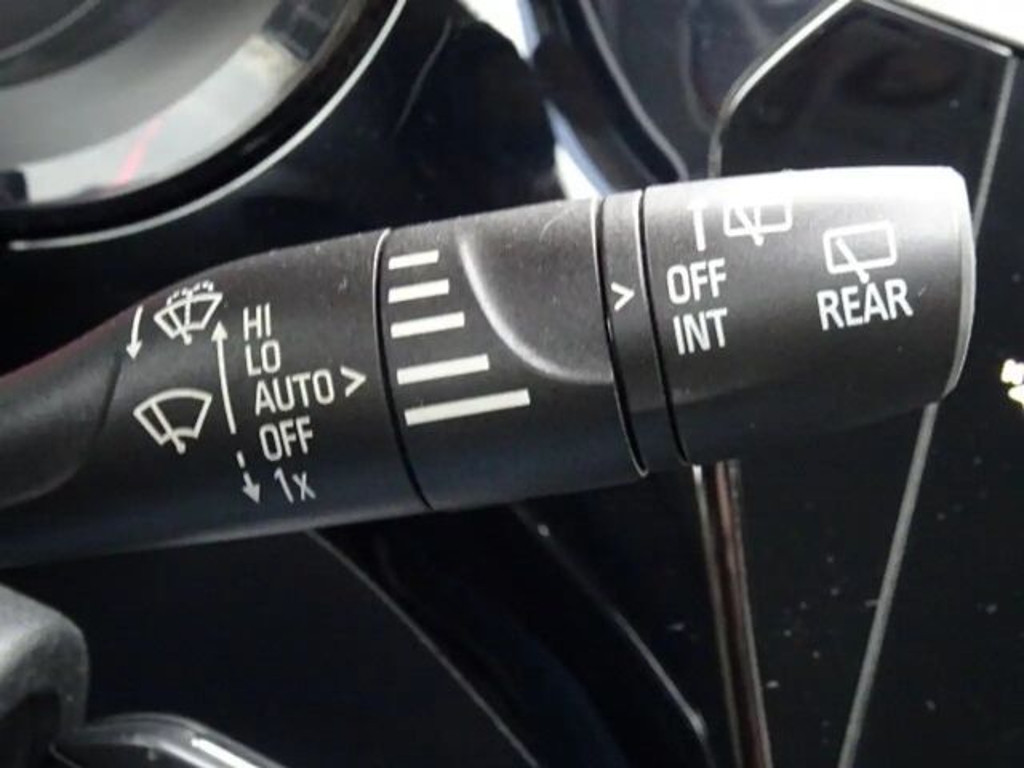 HI
LO
AUTO >
OFF
1x
>
OFF
INT
REAR